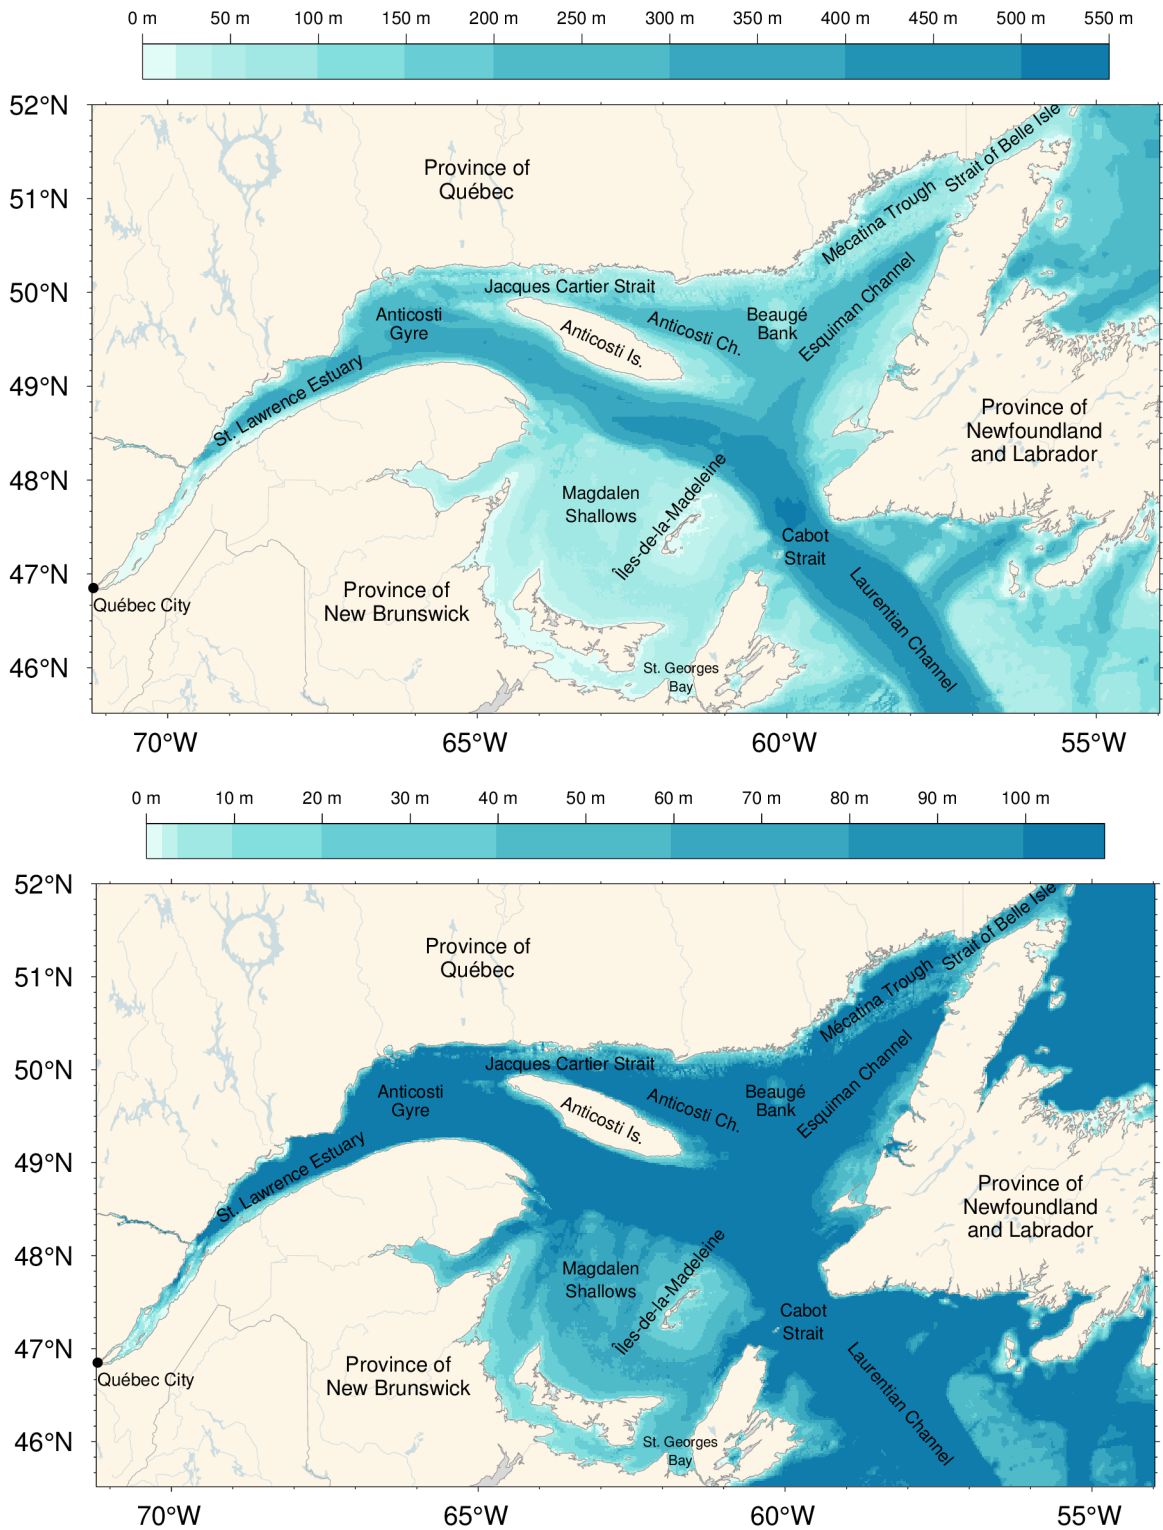 0 m 50 m 100 m 150 m 200 m 250 m 300 m 350 m 400 m 450 m 500 m 550 m
52°N
Strait of Belle Isle
Province of
Québec
51°N
Mécatina Trough
50°N
Jacques Cartier Strait
Esquiman Channel
Anticosti
Gyre
Anticosti Is.
Anticosti Ch.
Beaugé
Bank
49°N
St. Lawrence Estuary
Province of
Newfoundland
and Labrador
48°N
Magdalen
Shallows
Îles-de-la-Madeleine
Cabot
Strait
47°N
Québec City
Province of
New Brunswick
Laurentian Channel
46°N
St. Georges
Bay
70°W 65°W 60°W 55°W
0 m 10 m 20 m 30 m 40 m 50 m 60 m 70 m 80 m 90 m 100 m
52°N
Strait of Belle Isle
Province of
Québec
51°N
Mécatina Trough
50°N
Jacques Cartier Strait
Esquiman Channel
Anticosti
Gyre
Anticosti Is.
Anticosti Ch.
Beaugé
Bank
49°N
St. Lawrence Estuary
Province of
Newfoundland
and Labrador
48°N
Magdalen
Shallows
Îles-de-la-Madeleine
Cabot
Strait
47°N
Québec City
Province of
New Brunswick
Laurentian Channel
46°N
St. Georges
Bay
70°W 65°W 60°W 55°W